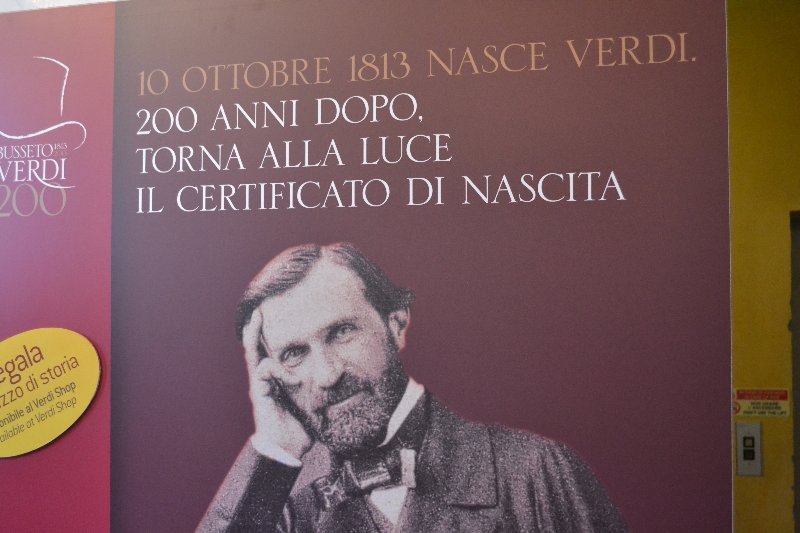 10 OTTOBRE 1813 NASCE VERDI.
200 ANNI DOPO,
TORNA ALLA LUCE
IL CERTIFICATO DI NASCITA
BUSSETO 1813
VERDI
200
egala
zzo di storia
onibile al Verdi Shop
ailable at Verdi Shop